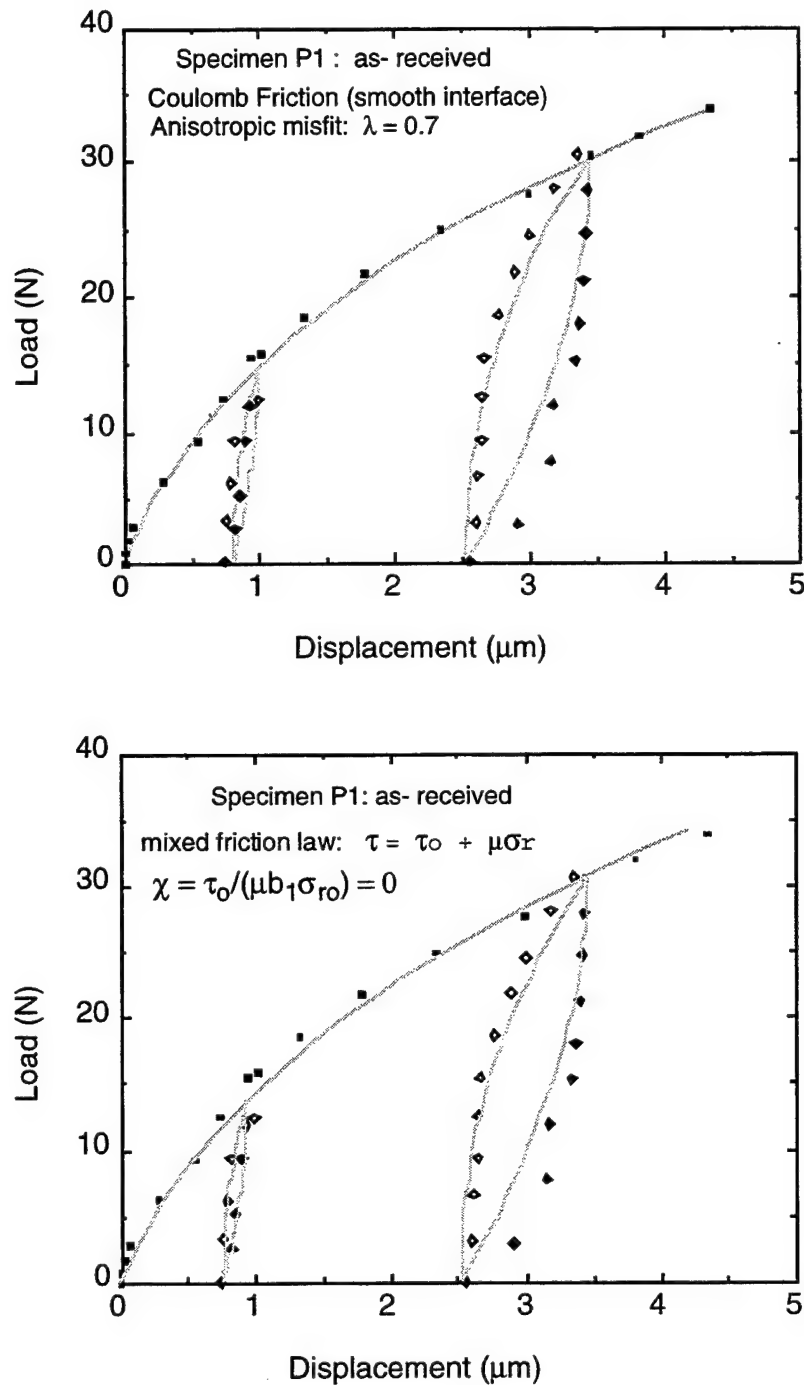 40
Specimen P1 : as- received
Coulomb Friction (smooth interface)
Anisotropic misfit: λ = 0.7
30
20
10
0
Load (N)
0 1 2 3 4 5
Displacement (μm)
40
Specimen P1: as- received
mixed friction law: τ = τo + μσr
χ = τo/(μb1σro) = 0
30
20
10
0
Load (N)
0 1 2 3 4 5
Displacement (μm)